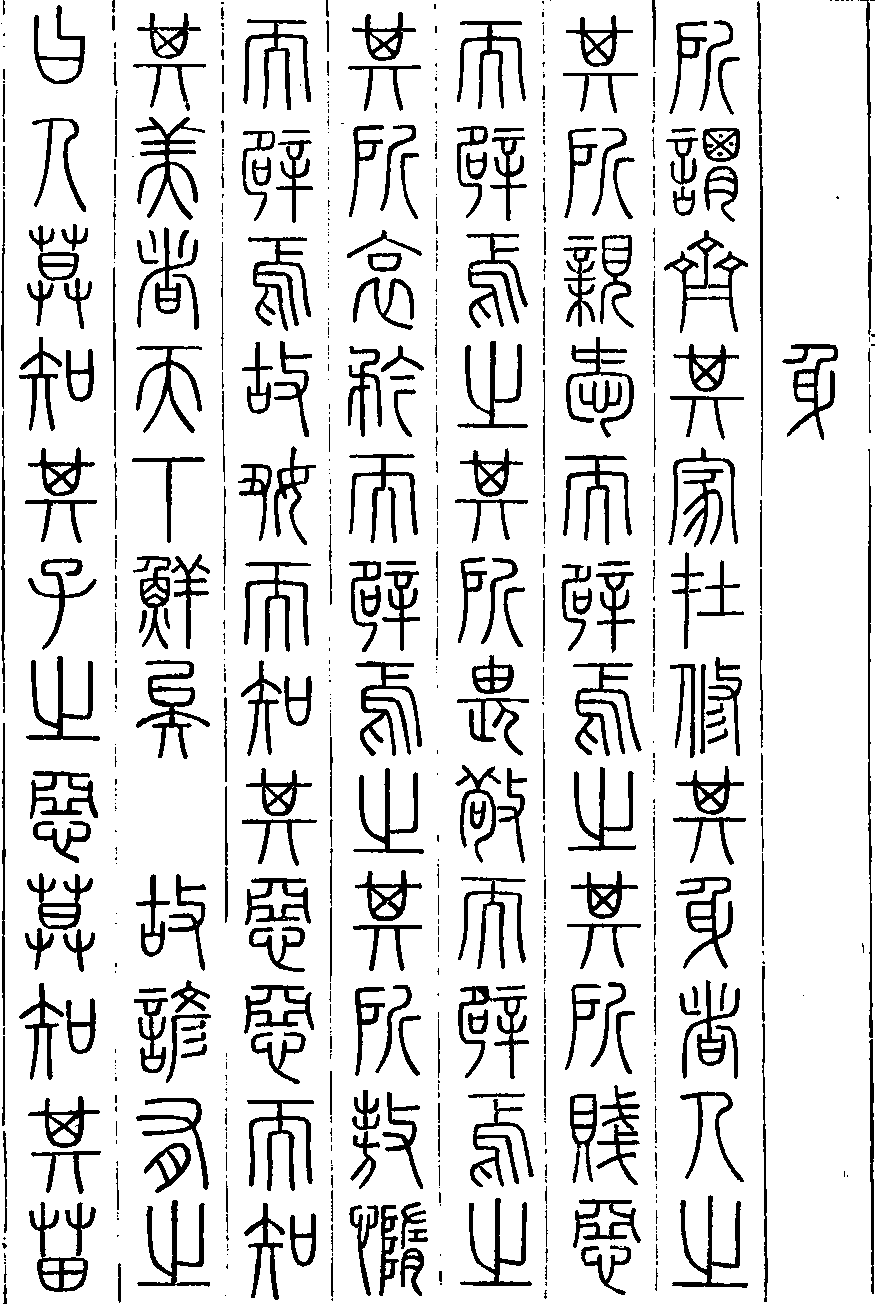 身
所謂齊其家在修其身者人之
其所親愛而辟焉之其所賤惡
而辟焉之其所畏敬而辟焉之
其所哀矜而辟焉之其所敖惰
而辟焉故好而知其惡惡而知
其美者天下鮮矣 故諺有之
曰人莫知其子之惡莫知其苗